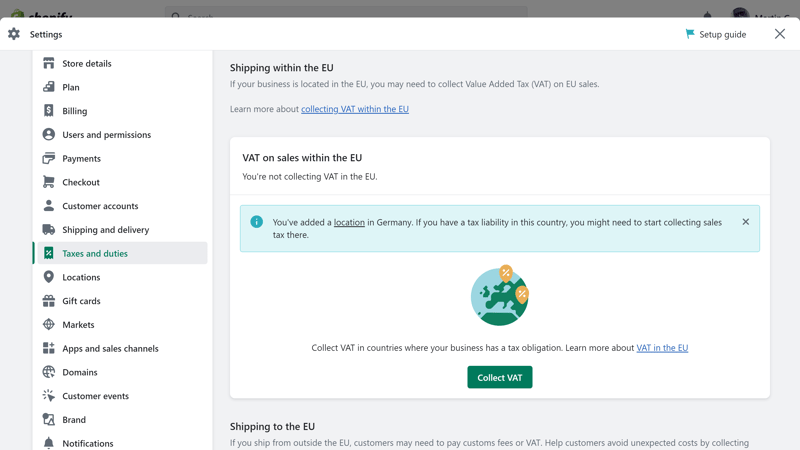 shopify
Search
Martin G
Settings
Setup guide
Store details
Plan
Billing
Users and permissions
Payments
Checkout
Customer accounts
Shipping and delivery
Taxes and duties
Locations
Gift cards
Markets
Apps and sales channels
Domains
Customer events
Brand
Notifications
Shipping within the EU
If your business is located in the EU, you may need to collect Value Added Tax (VAT) on EU sales.
Learn more about collecting VAT within the EU
VAT on sales within the EU
You're not collecting VAT in the EU.
You've added a location in Germany. If you have a tax liability in this country, you might need to start collecting sales
tax there.
Collect VAT in countries where your business has a tax obligation. Learn more about VAT in the EU
Collect VAT
Shipping to the EU
If you ship from outside the EU, customers may need to pay customs fees or VAT. Help customers avoid unexpected costs by collecting